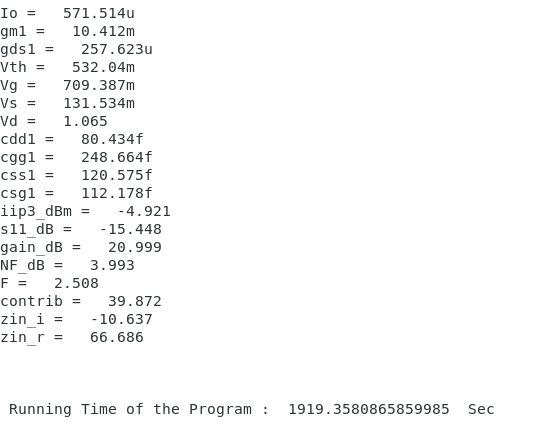 Io = 571.514u
gm1 = 10.412m
gds1 = 257.623u
Vth = 532.04m
Vg = 709.387m
Vs = 131.534m
Vd = 1.065
cdd1 = 80.434f
cgg1 = 248.664f
css1 = 120.575f
csg1 = 112.178f
iip3_dBm = -4.921
s11_dB = -15.448
gain_dB = 20.999
NF_dB = 3.993
F = 2.508
contrib = 39.872
zin_i = -10.637
zin_r = 66.686
Running Time of the Program : 1919.3580865859985 Sec